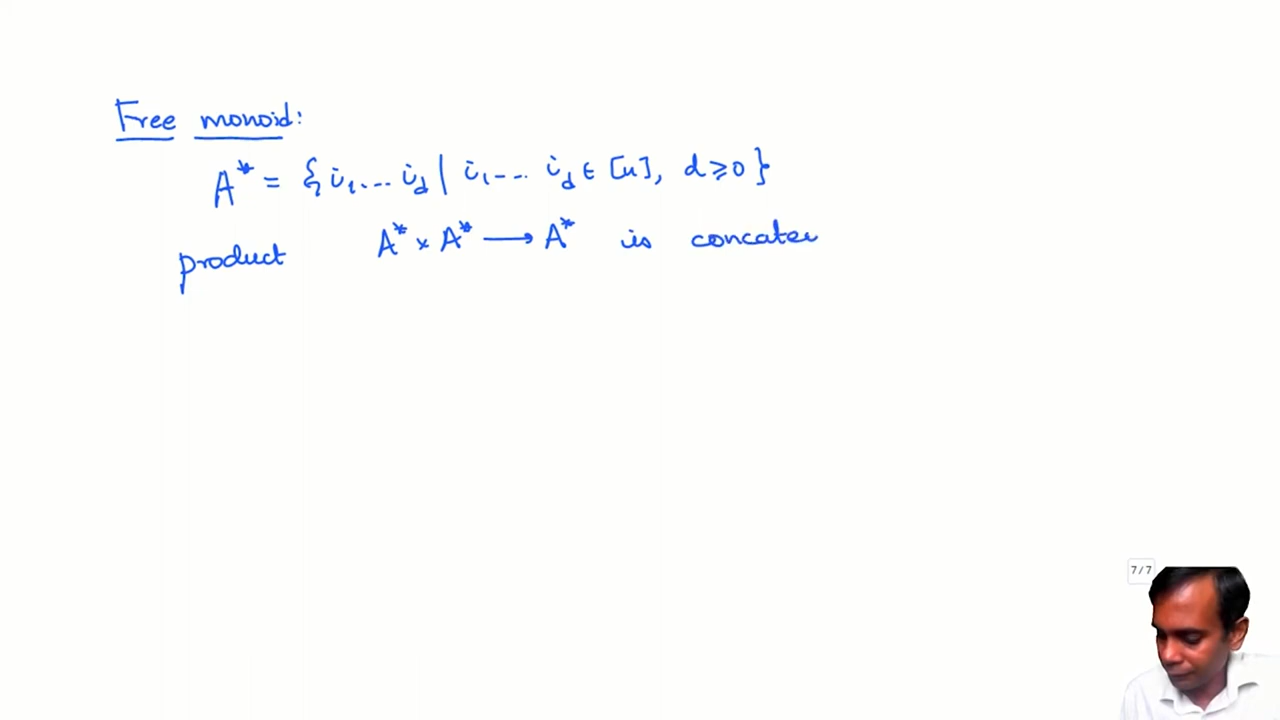 Free monoid:
A* = { i₁... i_d | i₁... i_d ∈ [n], d ⩾ 0 }
product A* × A* ⟶ A* is concaten
7/7